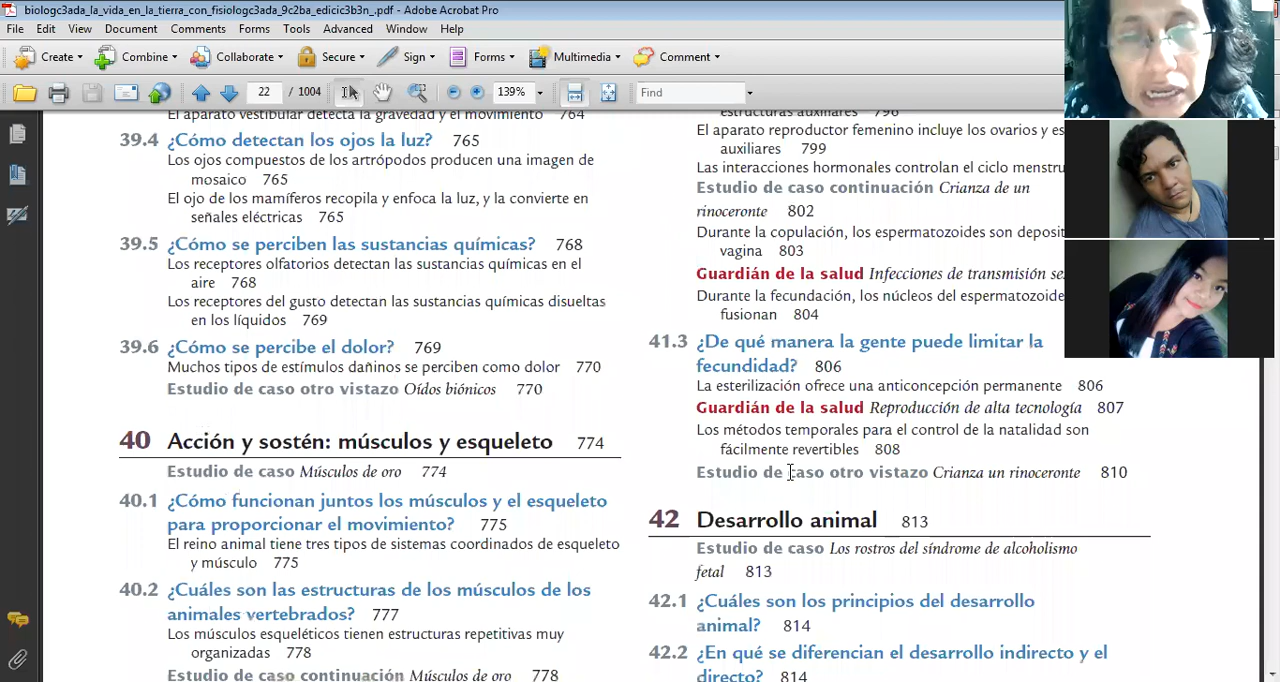 biologc3ada_la_vida_en_la_tierra_con_fisiologc3ada_9c2ba_edicic3b3n_.pdf - Adobe Acrobat Pro
File Edit View Document Comments Forms Tools Advanced Window Help
Create Combine Collaborate Secure Sign Forms Multimedia Comment
22 / 1004 139% Find
El aparato vestibular detecta la gravedad y el movimiento 764
39.4 ¿Cómo detectan los ojos la luz? 765
Los ojos compuestos de los artrópodos producen una imagen de
mosaico 765
El ojo de los mamíferos recopila y enfoca la luz, y la convierte en
señales eléctricas 765
39.5 ¿Cómo se perciben las sustancias químicas? 768
Los receptores olfatorios detectan las sustancias químicas en el
aire 768
Los receptores del gusto detectan las sustancias químicas disueltas
en los líquidos 769
39.6 ¿Cómo se percibe el dolor? 769
Muchos tipos de estímulos dañinos se perciben como dolor 770
Estudio de caso otro vistazo Oídos biónicos 770
40 Acción y sostén: músculos y esqueleto 774
Estudio de caso Músculos de oro 774
40.1 ¿Cómo funcionan juntos los músculos y el esqueleto
para proporcionar el movimiento? 775
El reino animal tiene tres tipos de sistemas coordinados de esqueleto
y músculo 775
40.2 ¿Cuáles son las estructuras de los músculos de los
animales vertebrados? 777
Los músculos esqueléticos tienen estructuras repetitivas muy
organizadas 778
Estudio de caso continuación Músculos de oro 778
estructuras auxiliares 796
El aparato reproductor femenino incluye los ovarios y es
auxiliares 799
Las interacciones hormonales controlan el ciclo menstru
Estudio de caso continuación Crianza de un
rinoceronte 802
Durante la copulación, los espermatozoides son deposit
vagina 803
Guardián de la salud Infecciones de transmisión se
Durante la fecundación, los núcleos del espermatozoide
fusionan 804
41.3 ¿De qué manera la gente puede limitar la
fecundidad? 806
La esterilización ofrece una anticoncepción permanente 806
Guardián de la salud Reproducción de alta tecnología 807
Los métodos temporales para el control de la natalidad son
fácilmente revertibles 808
Estudio de caso otro vistazo Crianza un rinoceronte 810
42 Desarrollo animal 813
Estudio de caso Los rostros del síndrome de alcoholismo
fetal 813
42.1 ¿Cuáles son los principios del desarrollo
animal? 814
42.2 ¿En qué se diferencian el desarrollo indirecto y el
directo? 814